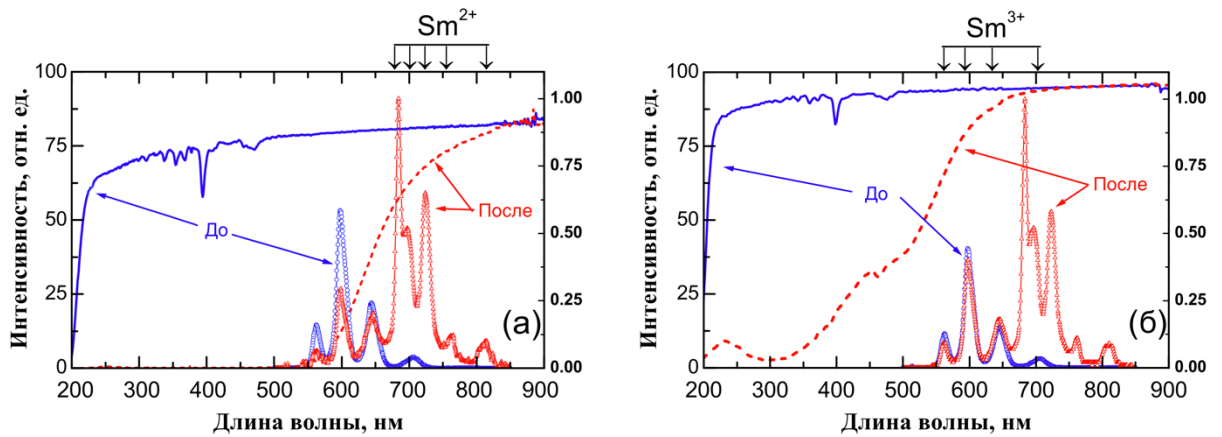 Sm2+
100
75
50
25
0
1.00
0.75
0.50
0.25
0.00
До
После
(а)
200 300 400 500 600 700 800 900
Длина волны, нм
Интенсивность, отн. ед.
Sm3+
100
75
50
25
0
1.00
0.75
0.50
0.25
0.00
До
После
(б)
200 300 400 500 600 700 800 900
Длина волны, нм
Интенсивность, отн. ед.